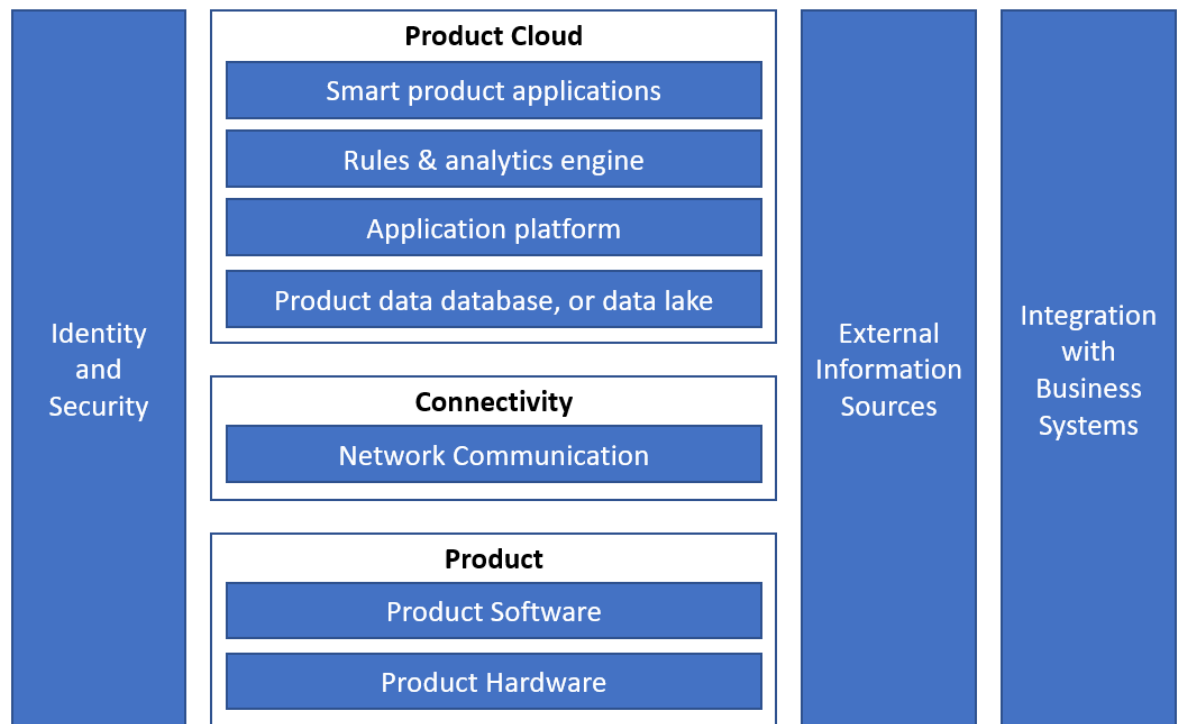 Identity
and
Security
Product Cloud
Smart product applications
Rules & analytics engine
Application platform
Product data database, or data lake
Connectivity
Network Communication
Product
Product Software
Product Hardware
External
Information
Sources
Integration
with
Business
Systems